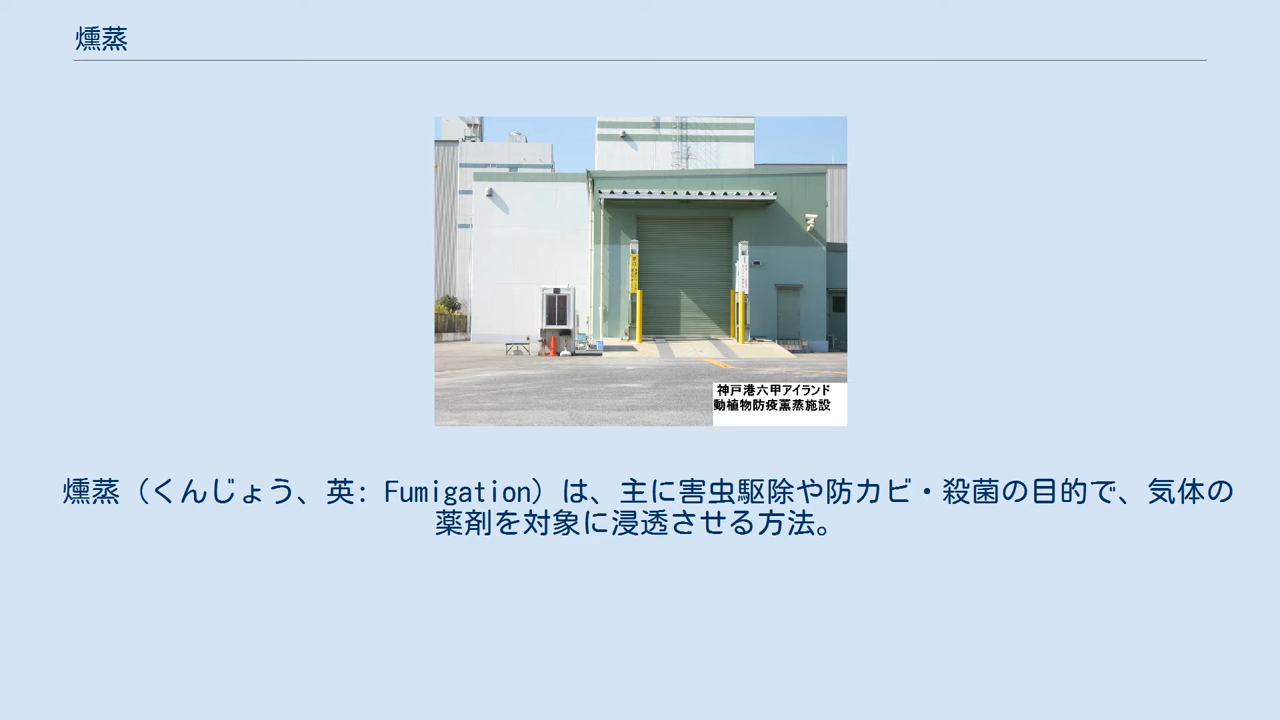 燻蒸
神戸港六甲アイランド
動植物防疫薫蒸施設
燻蒸（くんじょう、英: Fumigation）は、主に害虫駆除や防カビ・殺菌の目的で、気体の
薬剤を対象に浸透させる方法。